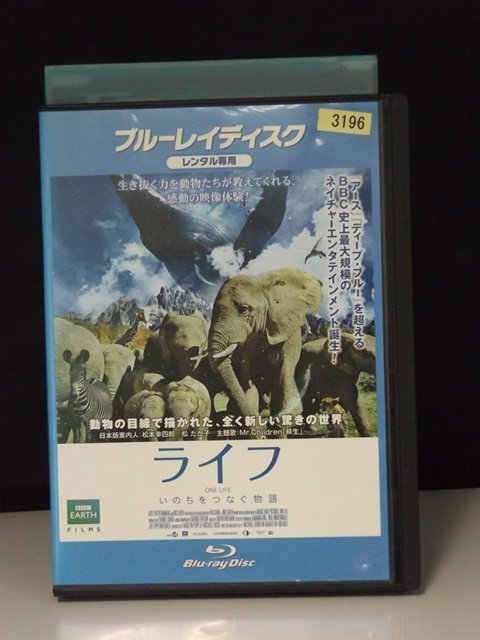 3196
ブルーレイディスク
レンタル専用
生き抜く力を動物たちが教えてくれる、
感動の映像体験!
「アース」「ディープ・ブルー」を超える
BBC史上最大規模の
ネイチャーエンタテインメント誕生!
動物の目線で描かれた、全く新しい驚きの世界。
日本版案内人:松本幸四郎 松 たか子 主題歌:Mr.Children「蘇生」
ライフ
ONE LIFE
いのちをつなぐ物語
BBC
EARTH
FILMS
Blu-ray Disc